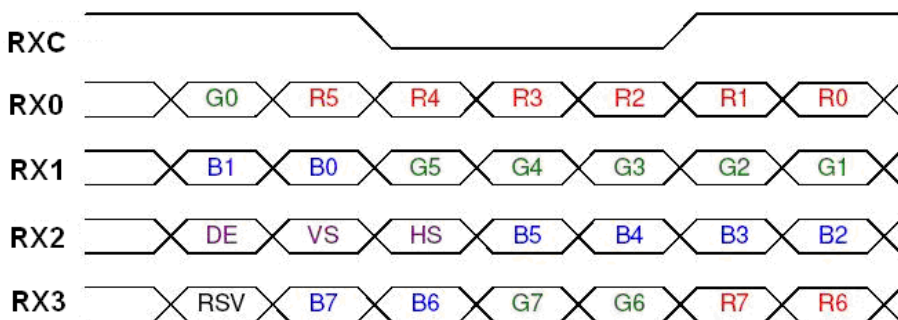 RXC
RX0 G0 R5 R4 R3 R2 R1 R0
RX1 B1 B0 G5 G4 G3 G2 G1
RX2 DE VS HS B5 B4 B3 B2
RX3 RSV B7 B6 G7 G6 R7 R6